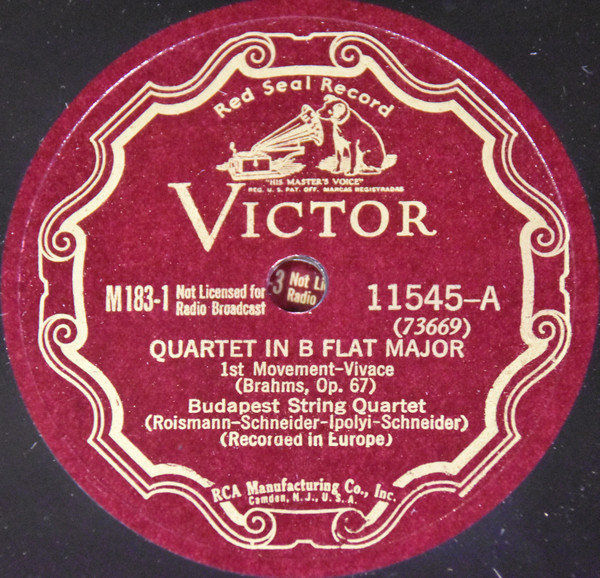 Red Seal Record
"HIS MASTER'S VOICE"
REG. U. S. PAT. OFF. MARCAS REGISTRADAS
VICTOR
M183-1 Not Licensed for
Radio Broadcast
-3 Not Li
Radio
11545-A
(73669)
QUARTET IN B FLAT MAJOR
1st Movement-Vivace
(Brahms, Op. 67)
Budapest String Quartet
(Roismann-Schneider-Ipolyi-Schneider)
(Recorded in Europe)
RCA Manufacturing Co., Inc.
Camden, N. J., U. S. A.